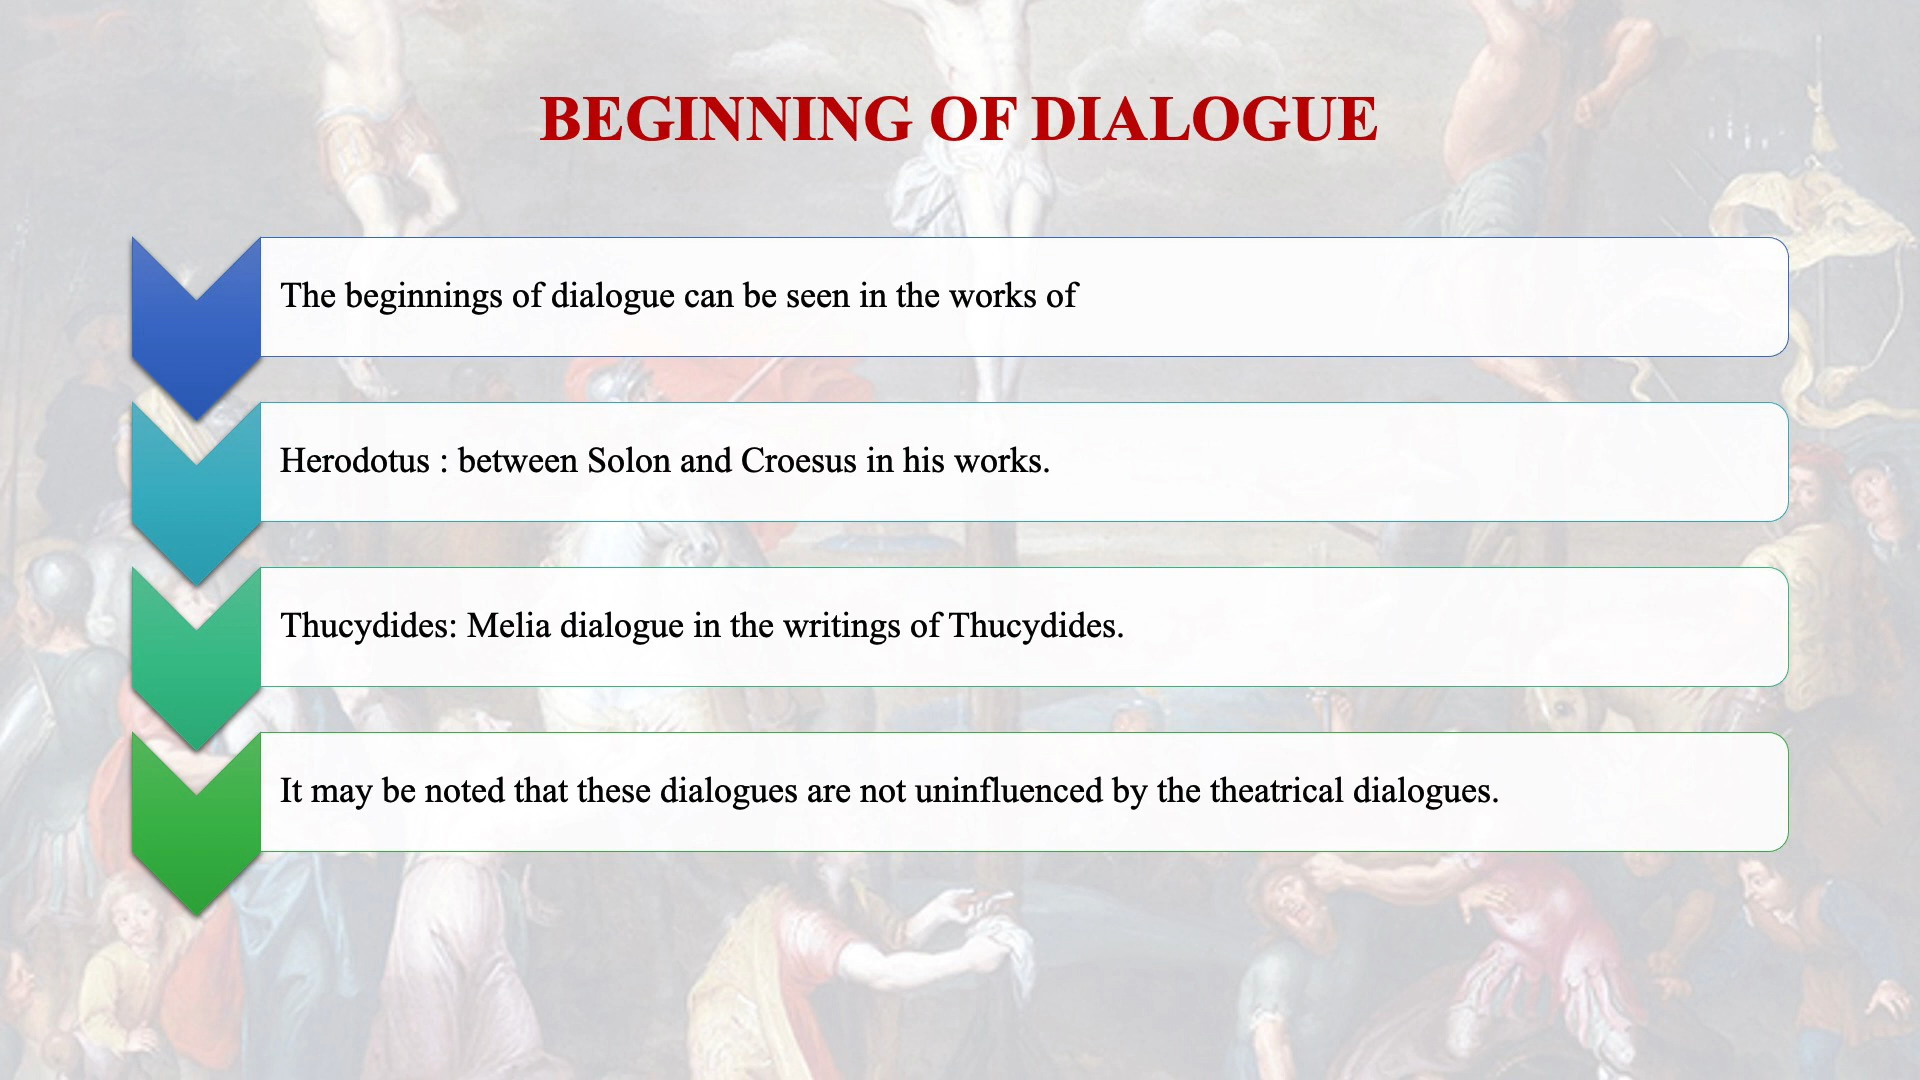 BEGINNING OF DIALOGUE
The beginnings of dialogue can be seen in the works of
Herodotus : between Solon and Croesus in his works.
Thucydides: Melia dialogue in the writings of Thucydides.
It may be noted that these dialogues are not uninfluenced by the theatrical dialogues.